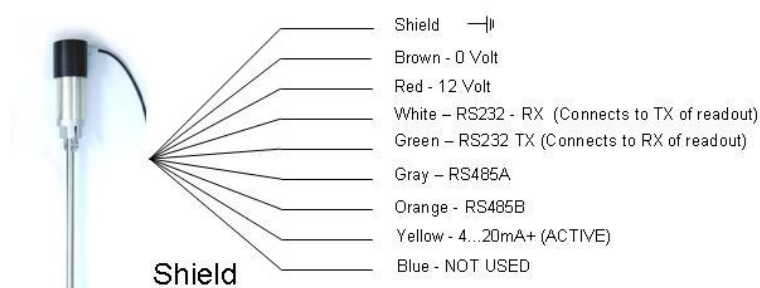 Shield
Brown - 0 Volt
Red - 12 Volt
White – RS232 - RX (Connects to TX of readout)
Green – RS232 TX (Connects to RX of readout)
Gray – RS485A
Orange - RS485B
Yellow - 4...20mA+ (ACTIVE)
Blue - NOT USED
Shield